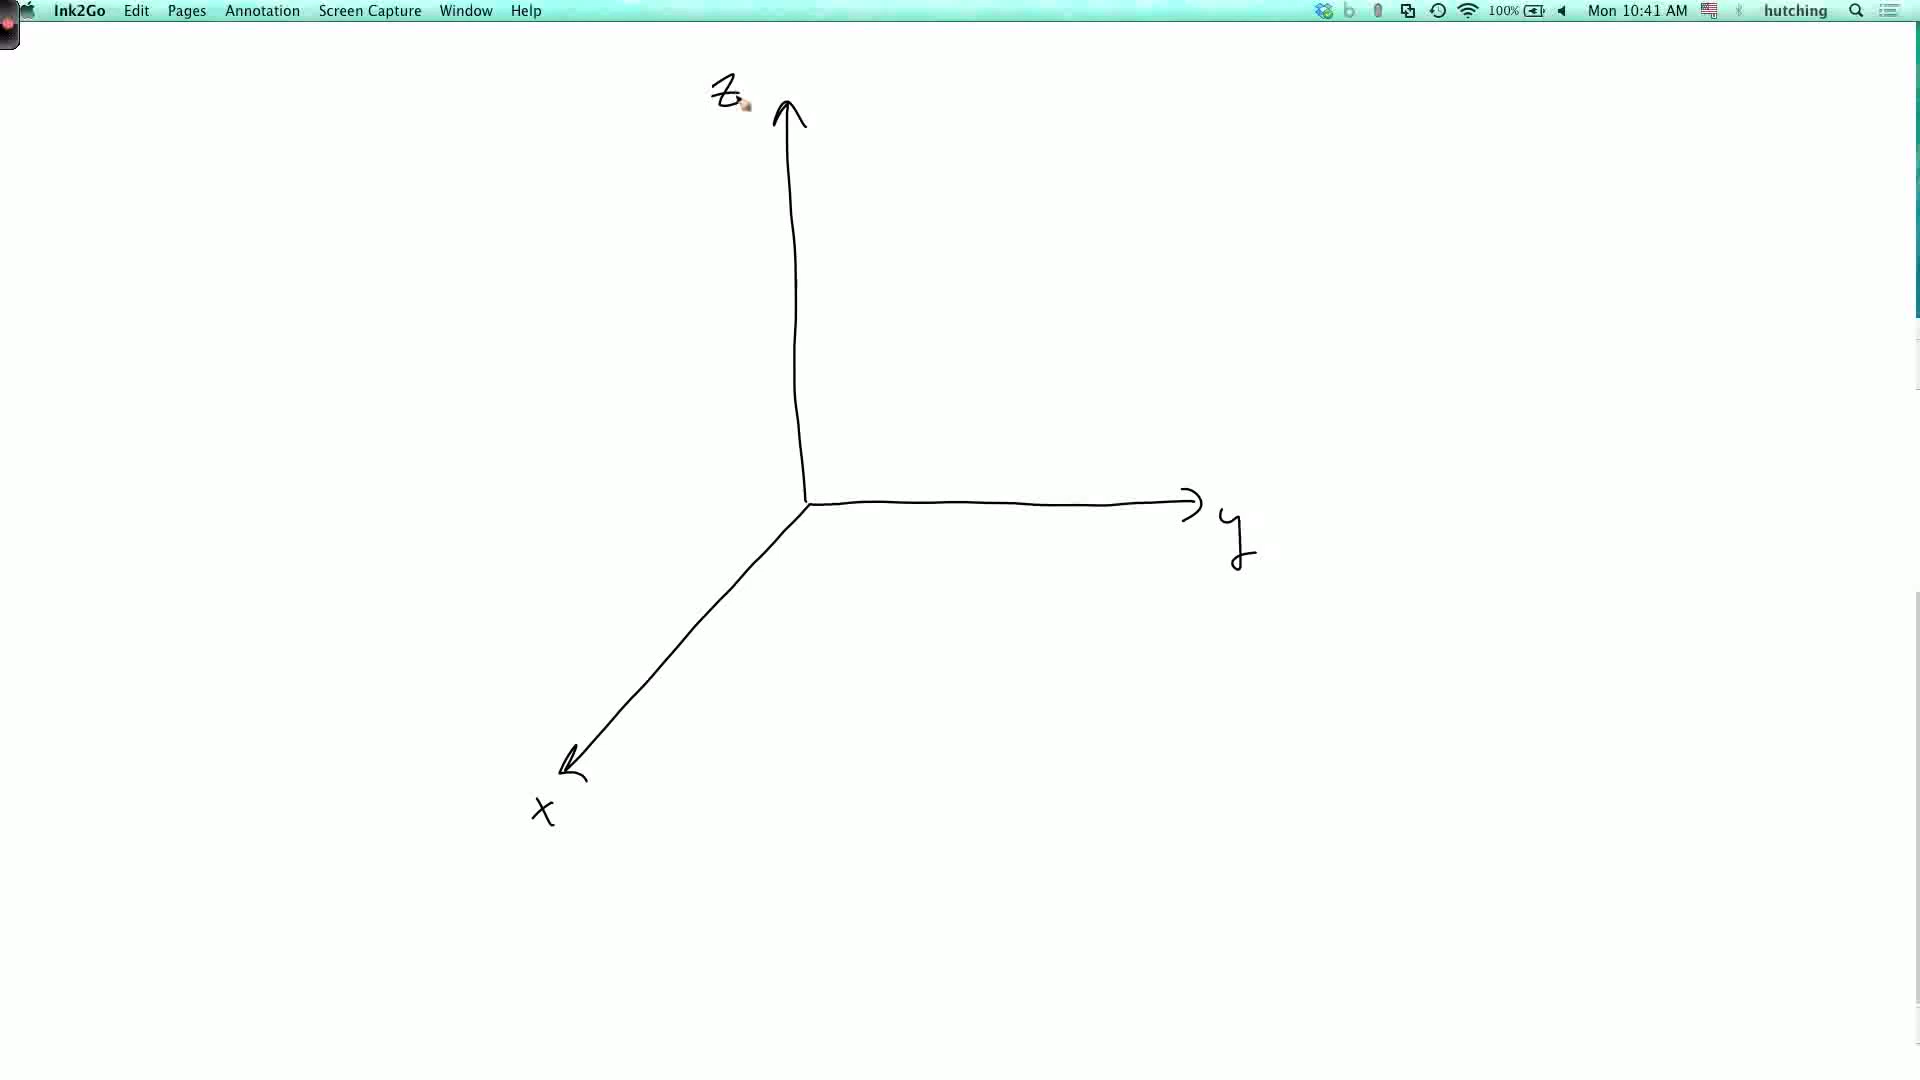 Ink2Go Edit Pages Annotation Screen Capture Window Help 100% Mon 10:41 AM hutching
z
y
x